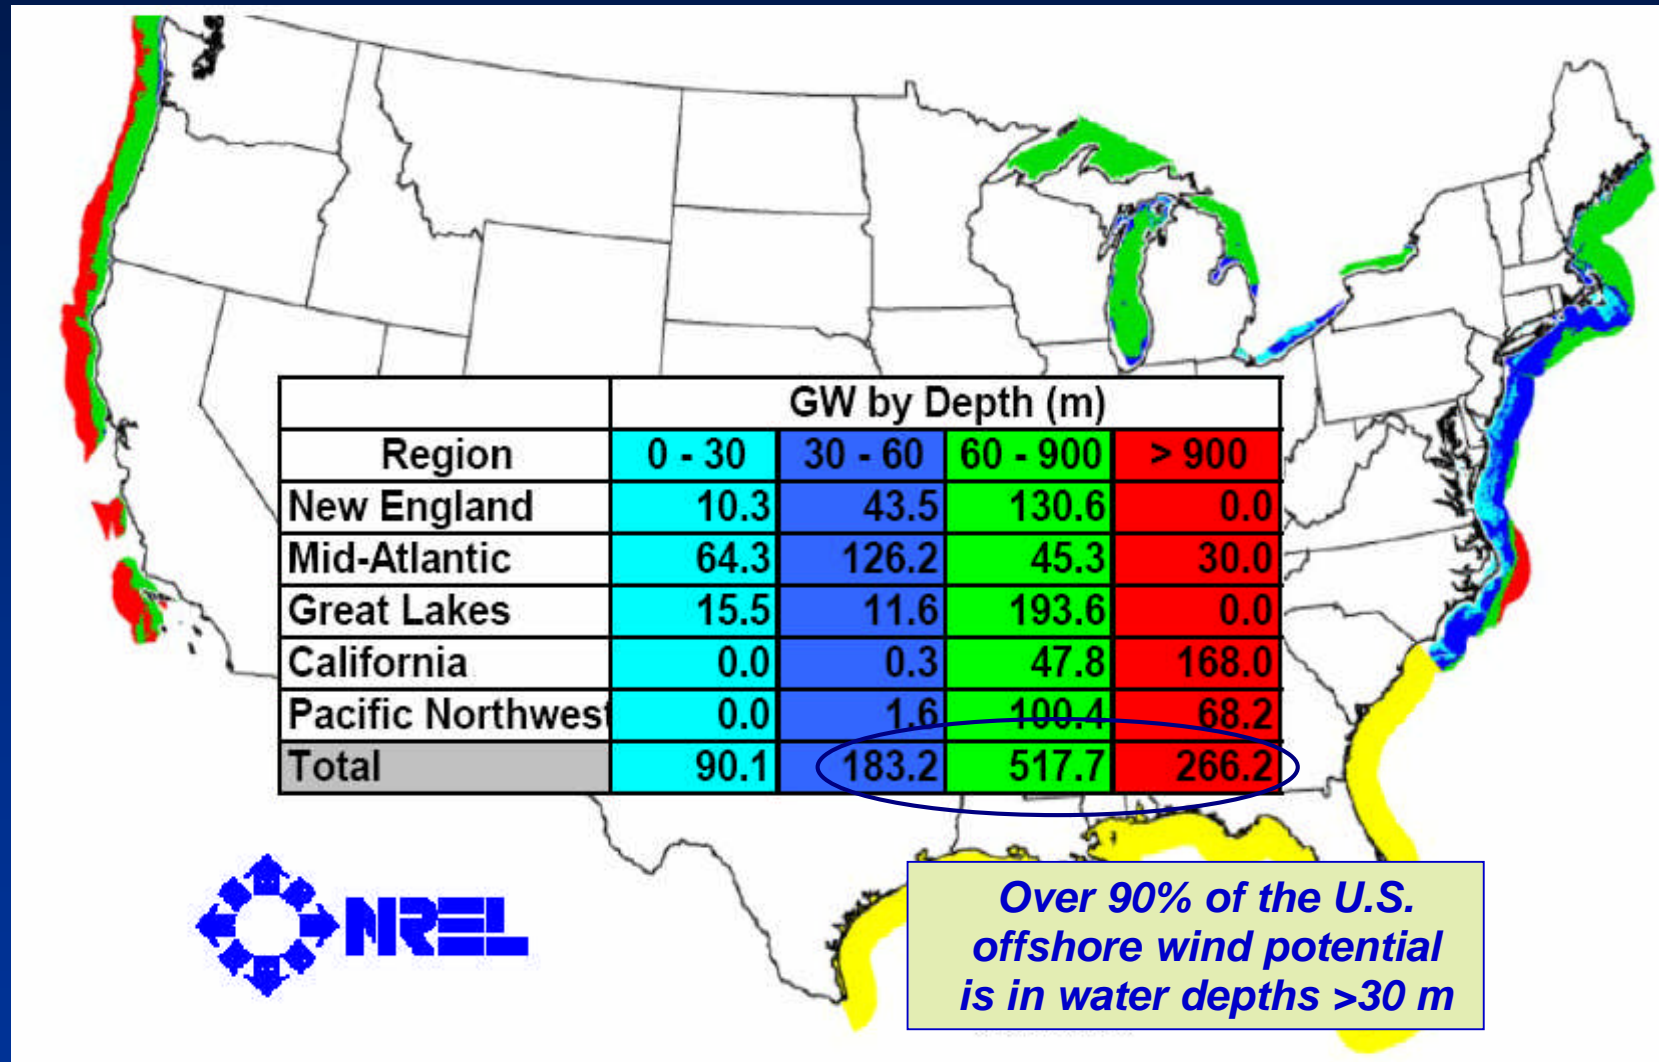 GW by Depth (m)
Region 0 - 30 30 - 60 60 - 900 > 900
New England 10.3 43.5 130.6 0.0
Mid-Atlantic 64.3 126.2 45.3 30.0
Great Lakes 15.5 11.6 193.6 0.0
California 0.0 0.3 47.8 168.0
Pacific Northwest 0.0 1.6 100.4 68.2
Total 90.1 183.2 517.7 266.2
NREL
Over 90% of the U.S.
offshore wind potential
is in water depths >30 m